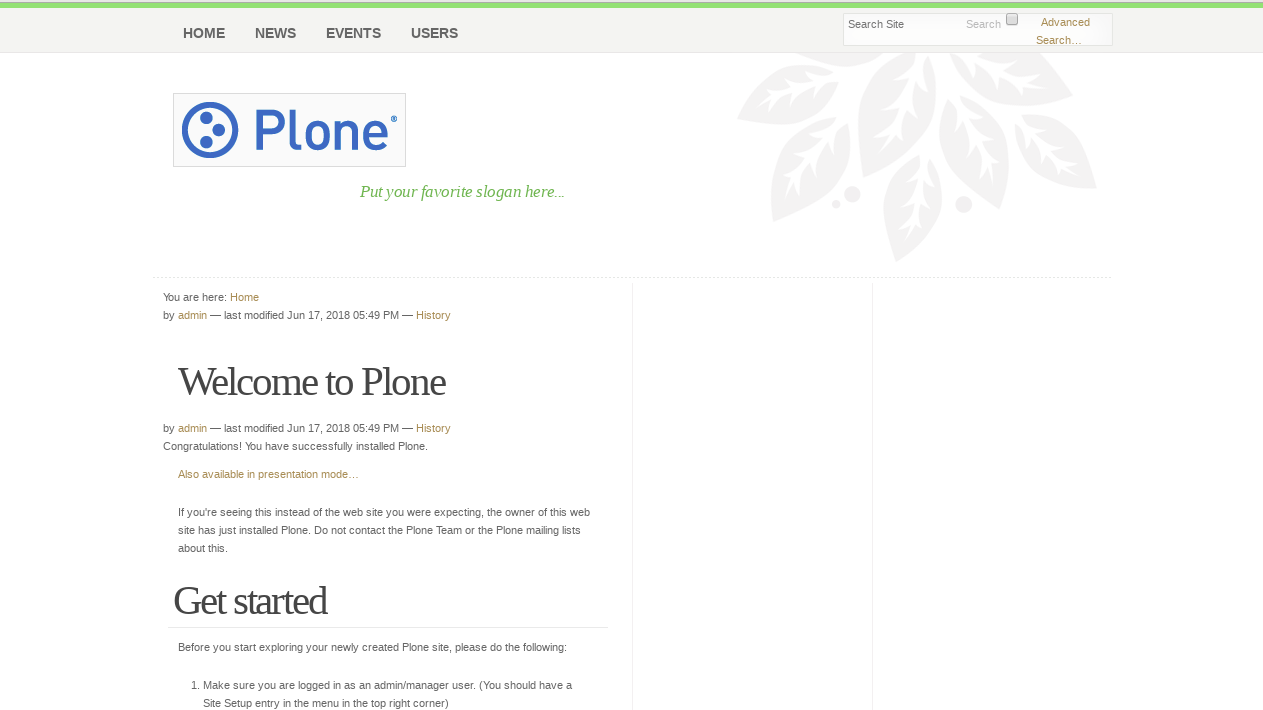 HOME NEWS EVENTS USERS
Search Site Search Advanced
Search…
Plone®
Put your favorite slogan here...
You are here: Home
by admin — last modified Jun 17, 2018 05:49 PM — History
Welcome to Plone
by admin — last modified Jun 17, 2018 05:49 PM — History
Congratulations! You have successfully installed Plone.
Also available in presentation mode…
If you're seeing this instead of the web site you were expecting, the owner of this web
site has just installed Plone. Do not contact the Plone Team or the Plone mailing lists
about this.
Get started
Before you start exploring your newly created Plone site, please do the following:
1. Make sure you are logged in as an admin/manager user. (You should have a
Site Setup entry in the menu in the top right corner)